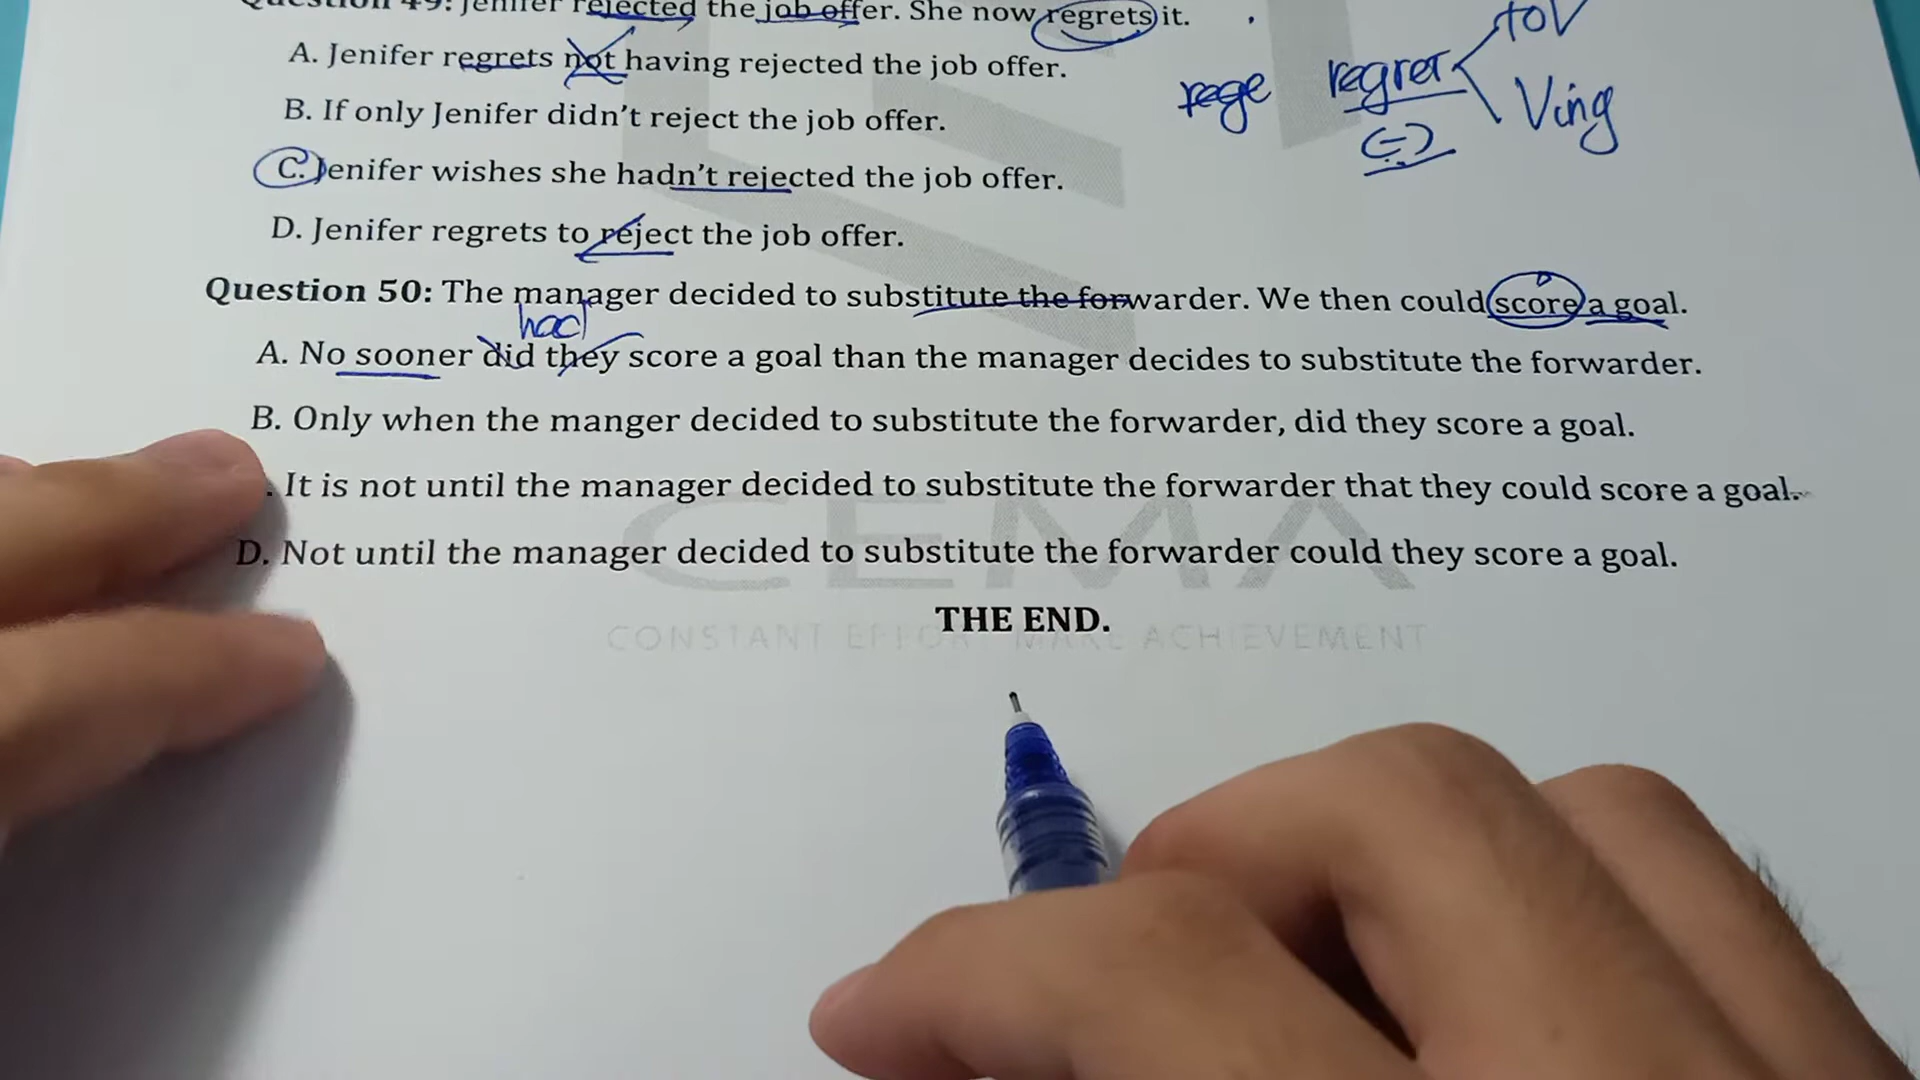 Question 49: Jenifer rejected the job offer. She now regrets it.
A. Jenifer regrets not having rejected the job offer.
B. If only Jenifer didn't reject the job offer.
C. Jenifer wishes she hadn't rejected the job offer.
D. Jenifer regrets to reject the job offer.
rege regret toV
Ving
(-)
Question 50: The manager decided to substitute the forwarder. We then could score a goal.
had
A. No sooner did they score a goal than the manager decides to substitute the forwarder.
B. Only when the manger decided to substitute the forwarder, did they score a goal.
. It is not until the manager decided to substitute the forwarder that they could score a goal.
D. Not until the manager decided to substitute the forwarder could they score a goal.
CEMA
THE END.
CONSTANT EFFORT MAKE ACHIEVEMENT